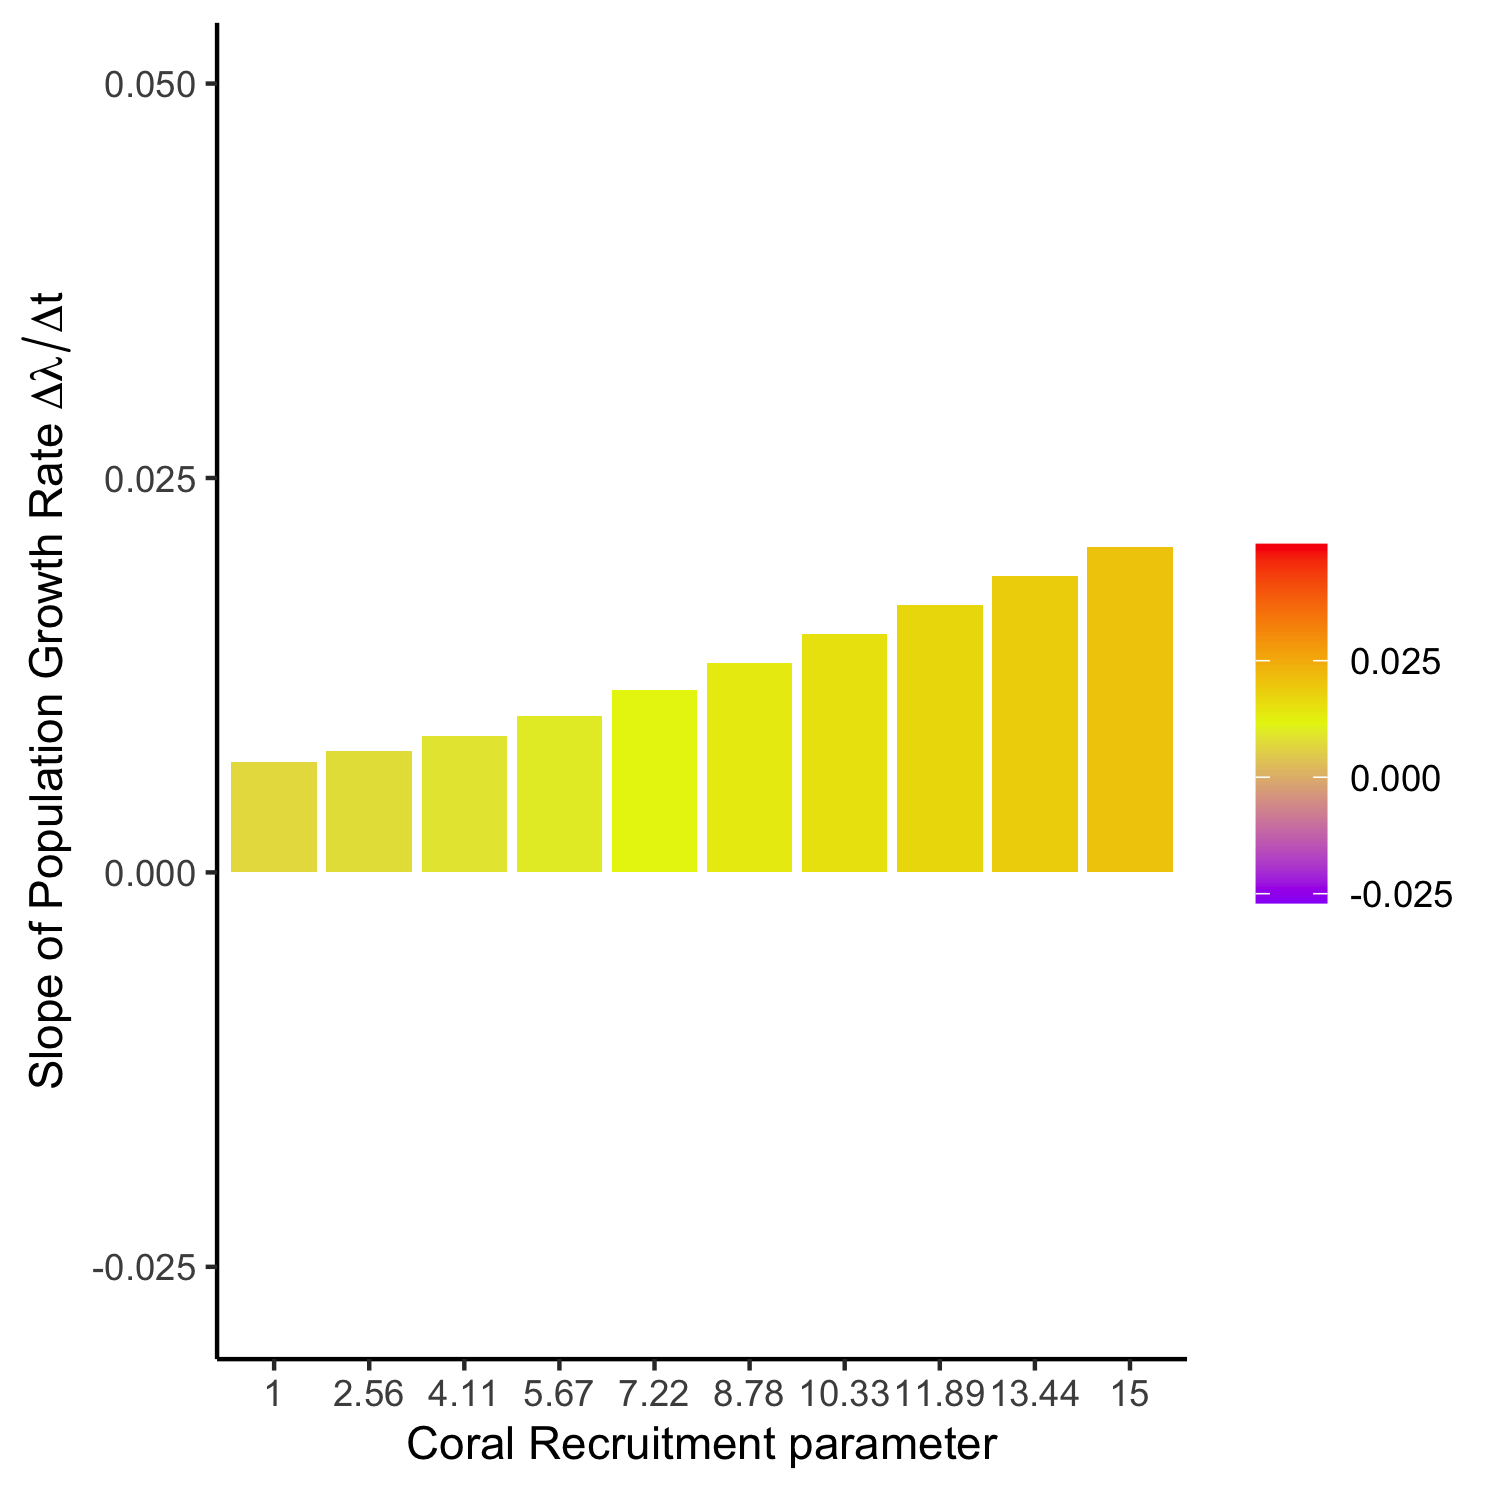 Slope of Population Growth Rate Δλ/Δt
0.050
0.025
0.000
-0.025
1 2.56 4.11 5.67 7.22 8.78 10.33 11.89 13.44 15
Coral Recruitment parameter
0.025
0.000
-0.025